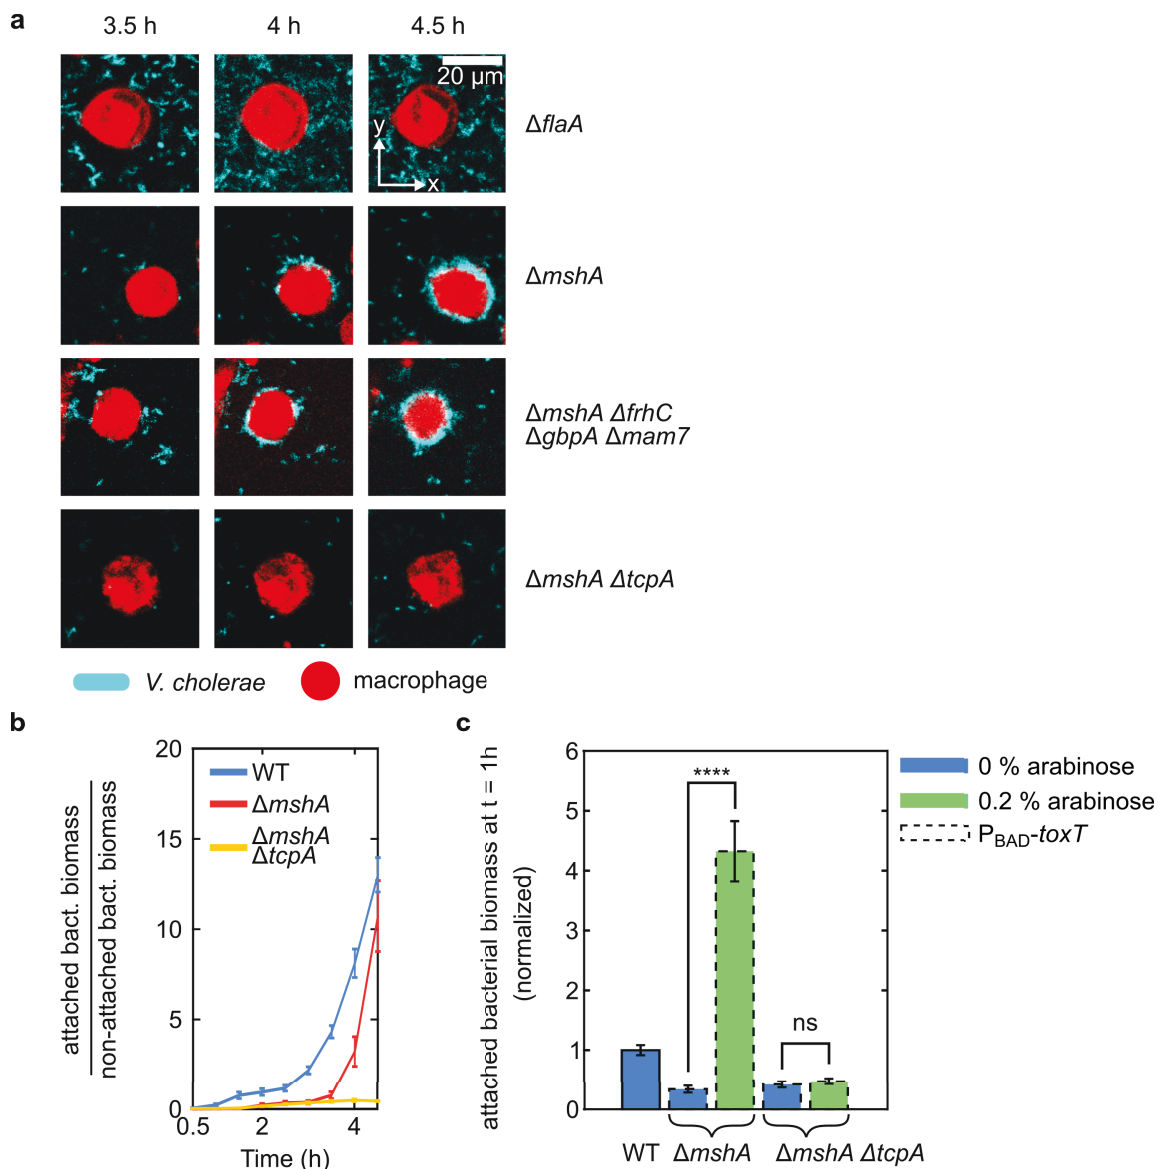 a
3.5 h 4 h 4.5 h
20 μm
y
x
ΔflaA
ΔmshA
ΔmshA ΔfrhC
ΔgbpA Δmam7
ΔmshA ΔtcpA
V. cholerae macrophage
b
attached bact. biomass
non-attached bact. biomass
20
15
10
5
0
0.5 2 4
Time (h)
WT
ΔmshA
ΔmshA
ΔtcpA
c
attached bacterial biomass at t = 1h
(normalized)
6
5
4
3
2
1
0
****
ns
WT ΔmshA ΔmshA ΔtcpA
0 % arabinose
0.2 % arabinose
PBAD-toxT